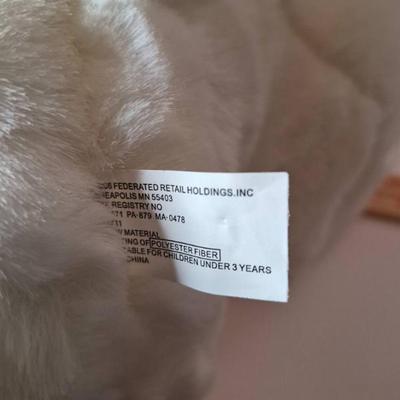 FEDERATED RETAIL HOLDINGS.INC
MN 55403
REGISTRY NO
PA-879 MA-0478
MATERIAL
OF POLYESTER FIBER
FOR CHILDREN UNDER 3 YEARS